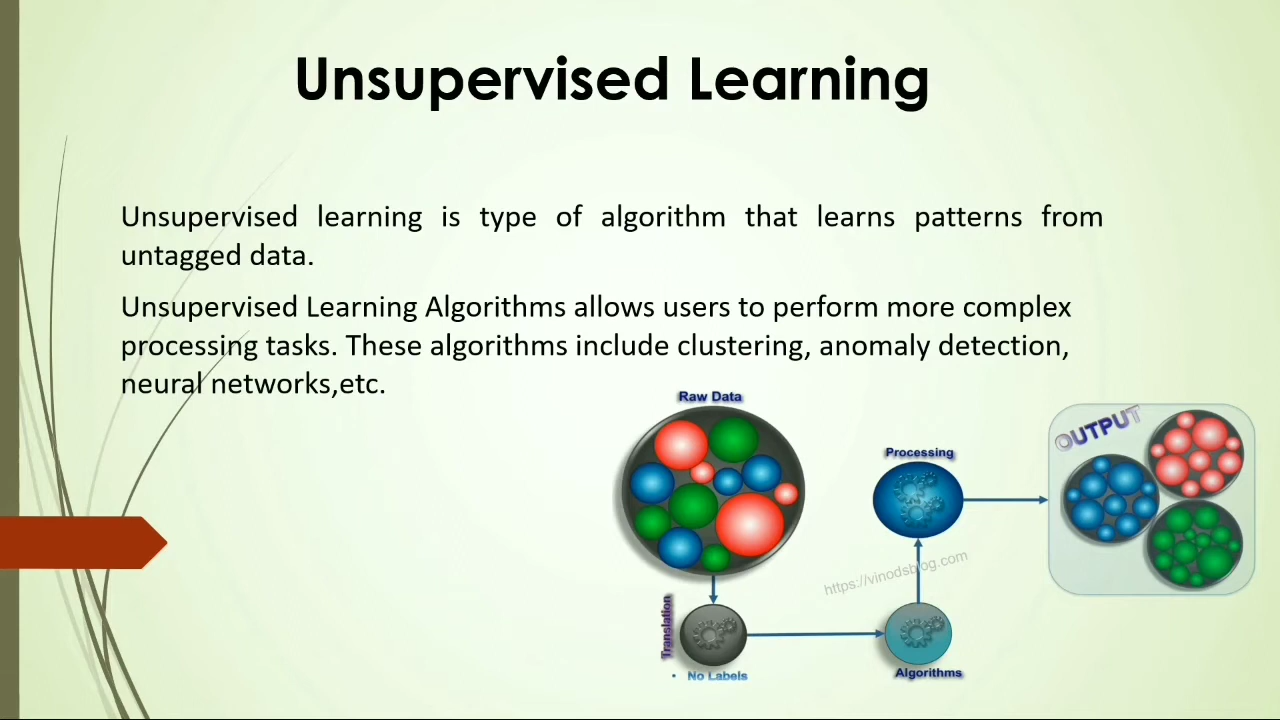 Unsupervised Learning
Unsupervised learning is type of algorithm that learns patterns from
untagged data.
Unsupervised Learning Algorithms allows users to perform more complex
processing tasks. These algorithms include clustering, anomaly detection,
neural networks,etc.
Raw Data
OUTPUT
Processing
https://vinodsblog.com
Translation
• No Labels
Algorithms